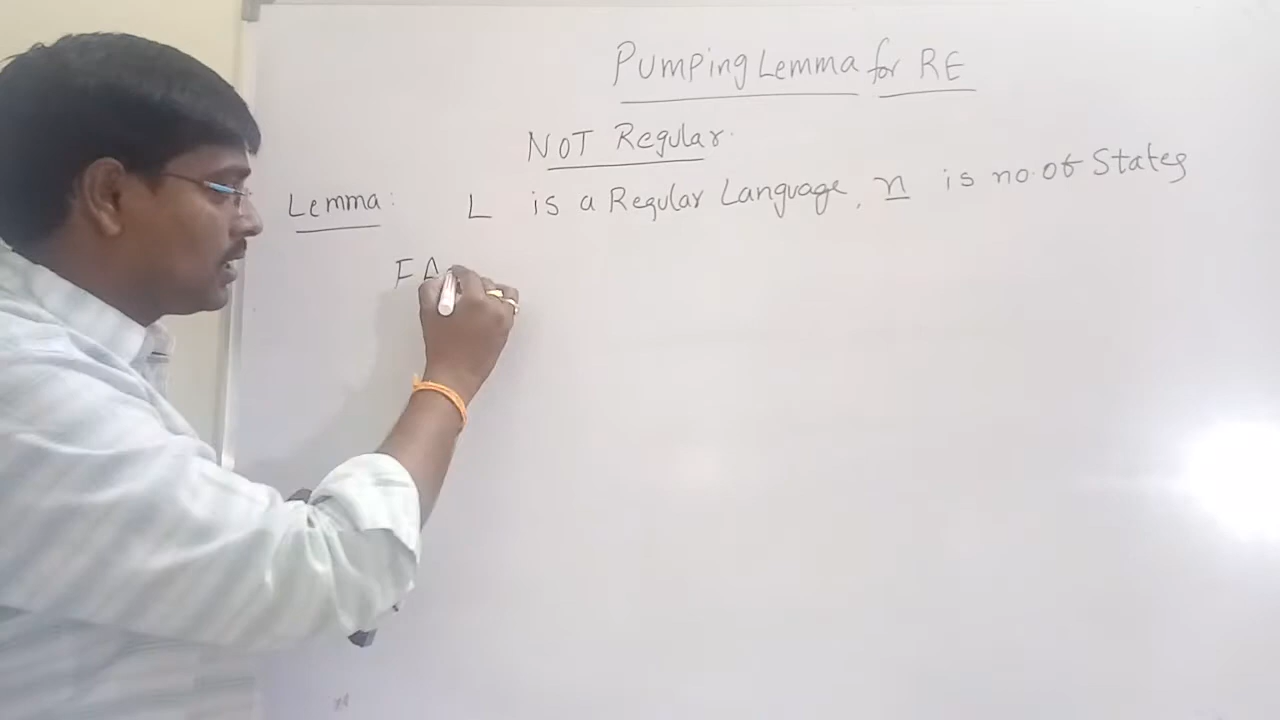 Pumping Lemma for RE
NOT Regular.
Lemma: L is a Regular Language, n is no. of States
FA